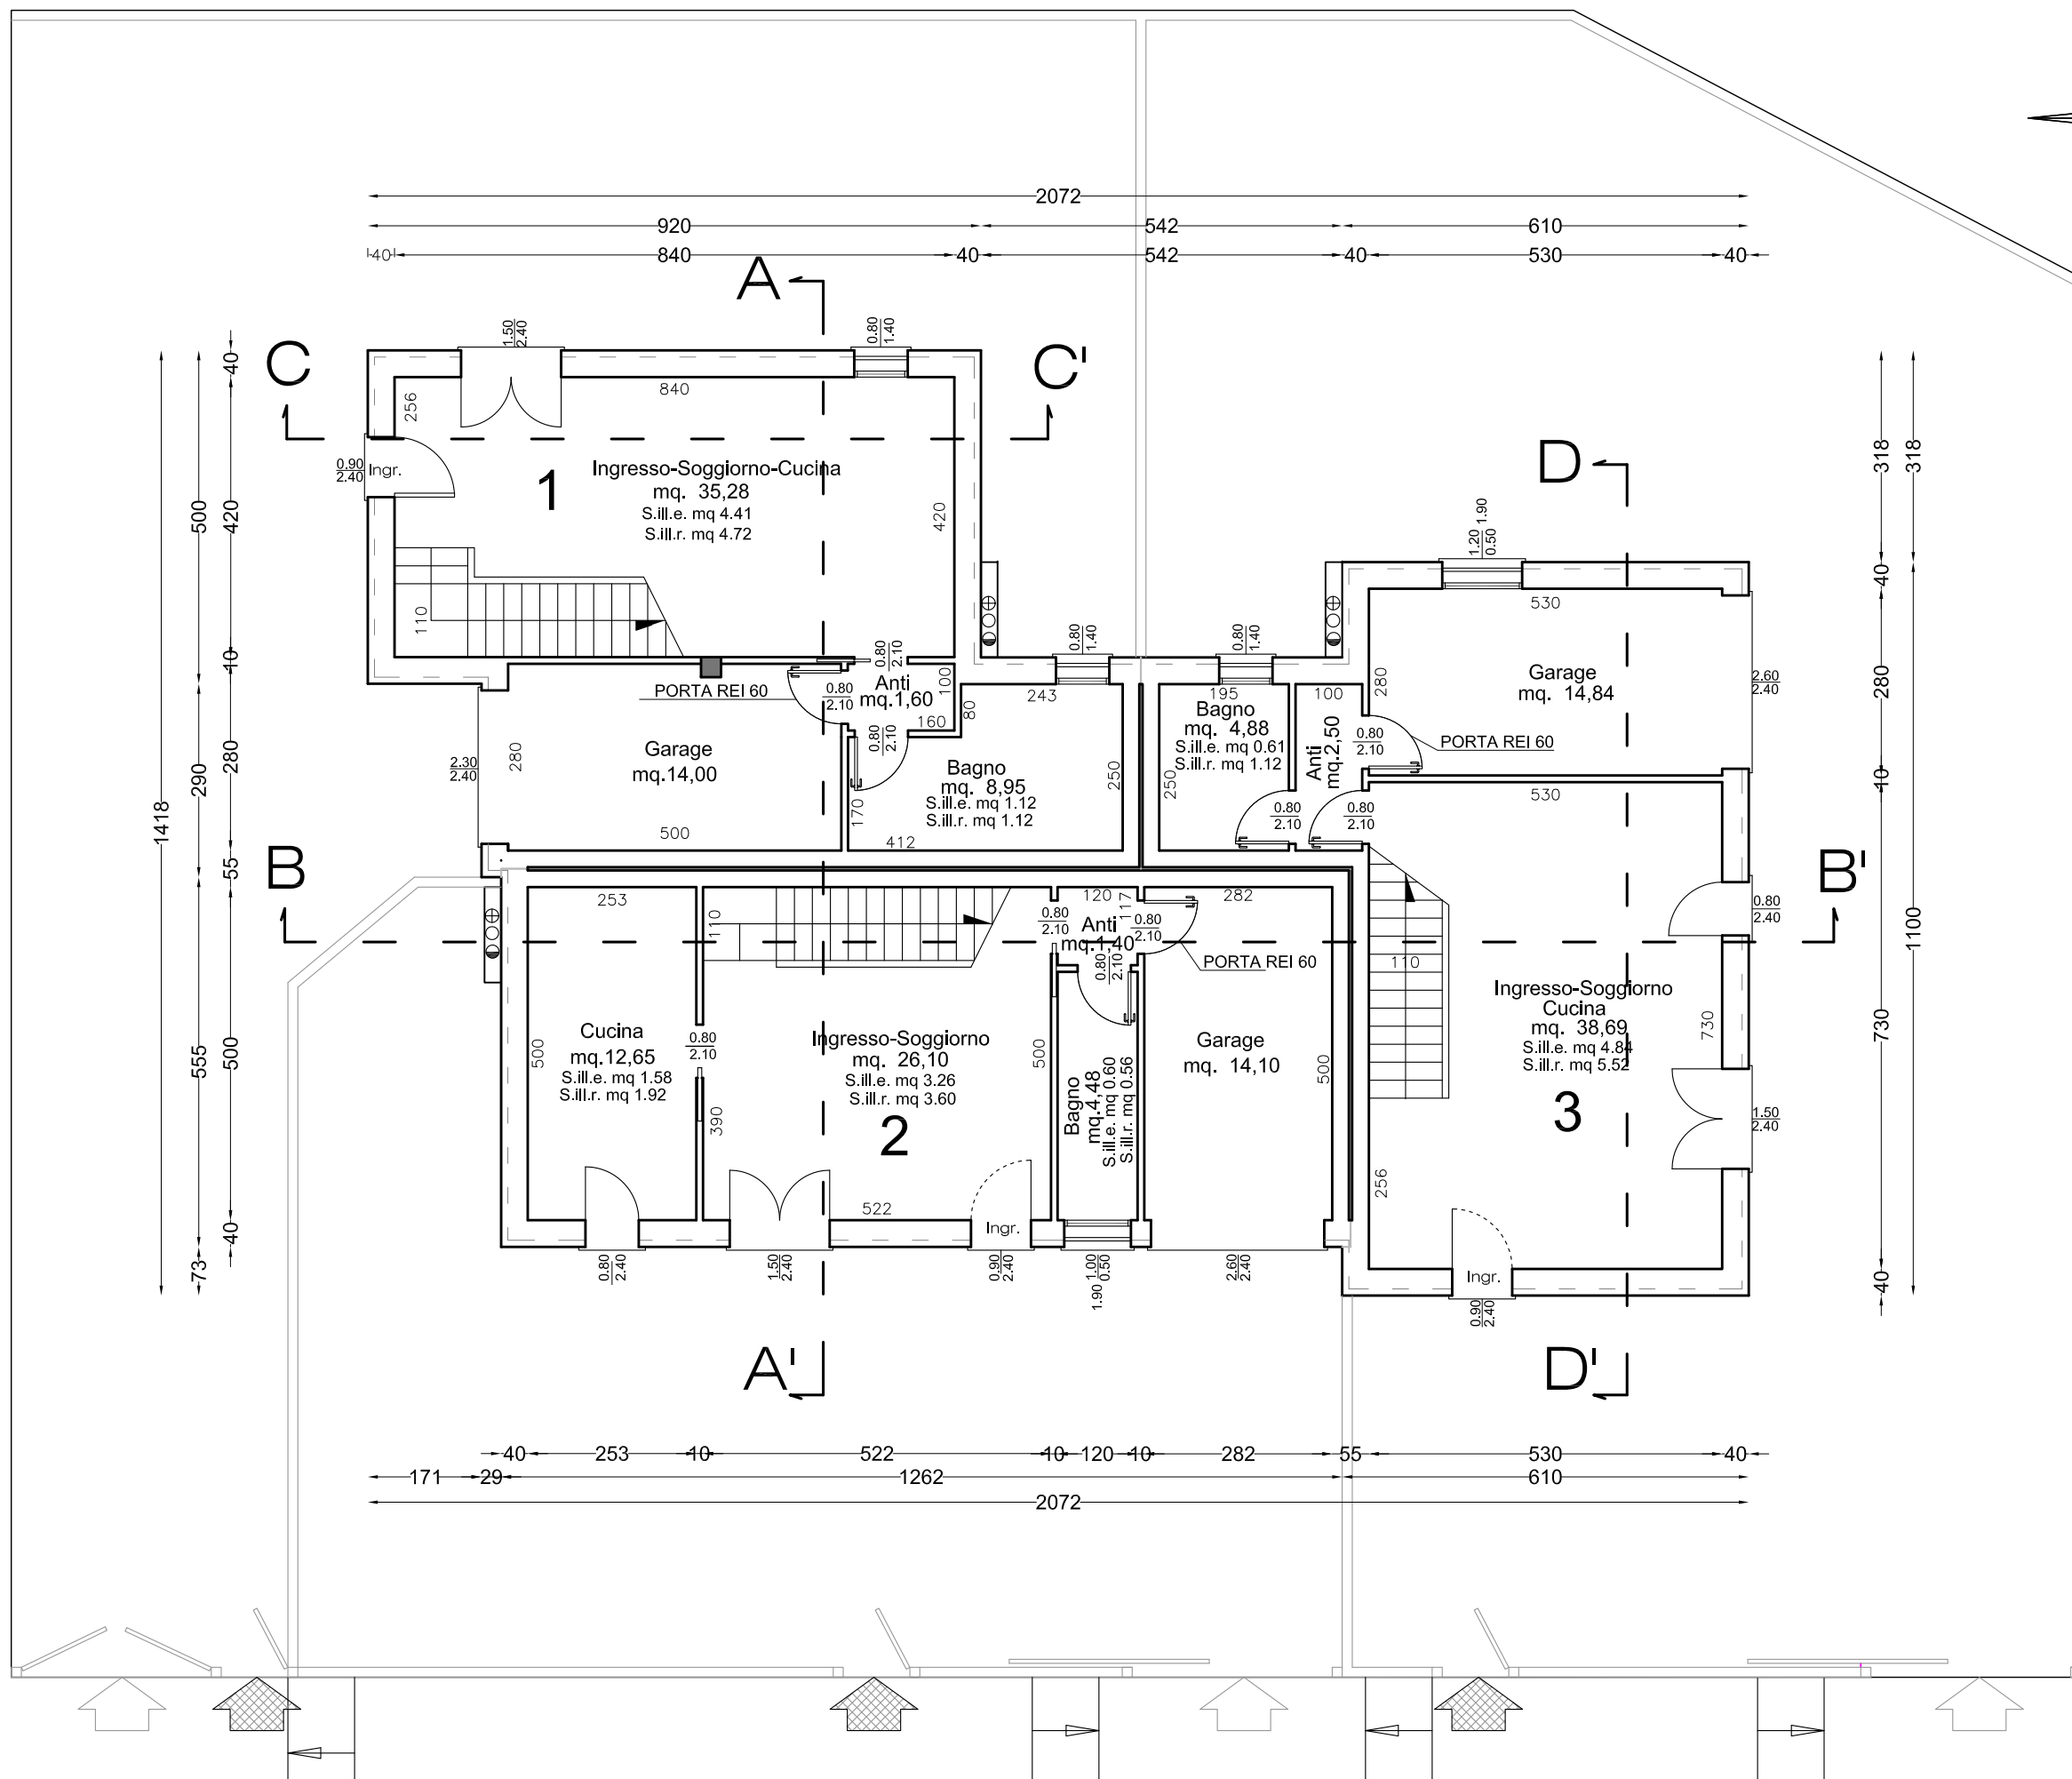 2072
920
542
610
40
840
40
542
40
530
40
A
C
C'
D
1.50
2.40
0.80
1.40
840
256
0.90
2.40
Ingr.
1
Ingresso-Soggiorno-Cucina
mq. 35,28
S.ill.e. mq 4.41
S.ill.r. mq 4.72
420
110
1418
500
290
555
73
40
420
10
280
55
500
40
318
40
280
10
730
40
318
1100
0.80
2.10
Anti
mq.1,60
100
160
80
PORTA REI 60
0.80
2.10
0.80
2.10
Garage
mq.14,00
280
500
2.30
2.40
0.80
1.40
243
Bagno
mq. 8,95
S.ill.e. mq 1.12
S.ill.r. mq 1.12
250
170
412
0.80
1.40
195
Bagno
mq. 4,88
S.ill.e. mq 0.61
S.ill.r. mq 1.12
250
100
Anti
mq.2,50
0.80
2.10
0.80
2.10
0.80
2.10
1.20
0.50
1.90
530
280
Garage
mq. 14,84
PORTA REI 60
2.60
2.40
B
B'
253
Cucina
mq.12,65
S.ill.e. mq 1.58
S.ill.r. mq 1.92
500
0.80
2.10
110
Ingresso-Soggiorno
mq. 26,10
S.ill.e. mq 3.26
S.ill.r. mq 3.60
2
390
500
522
Ingr.
0.80
2.10
120
117
Anti
mq.1,40
0.80
2.10
0.80
2.10
PORTA REI 60
Bagno
mq.4,48
S.ill.e. mq 0.60
S.ill.r. mq 0.56
282
Garage
mq. 14,10
500
530
110
Ingresso-Soggiorno
Cucina
mq. 38,69
S.ill.e. mq 4.84
S.ill.r. mq 5.52
3
730
256
Ingr.
0.80
2.40
1.50
2.40
0.80
2.40
1.50
2.40
0.90
2.40
1.00
0.50
1.90
2.60
2.40
0.90
2.40
A'
D'
40
253
10
522
10
120
10
282
55
530
40
171
29
1262
610
2072